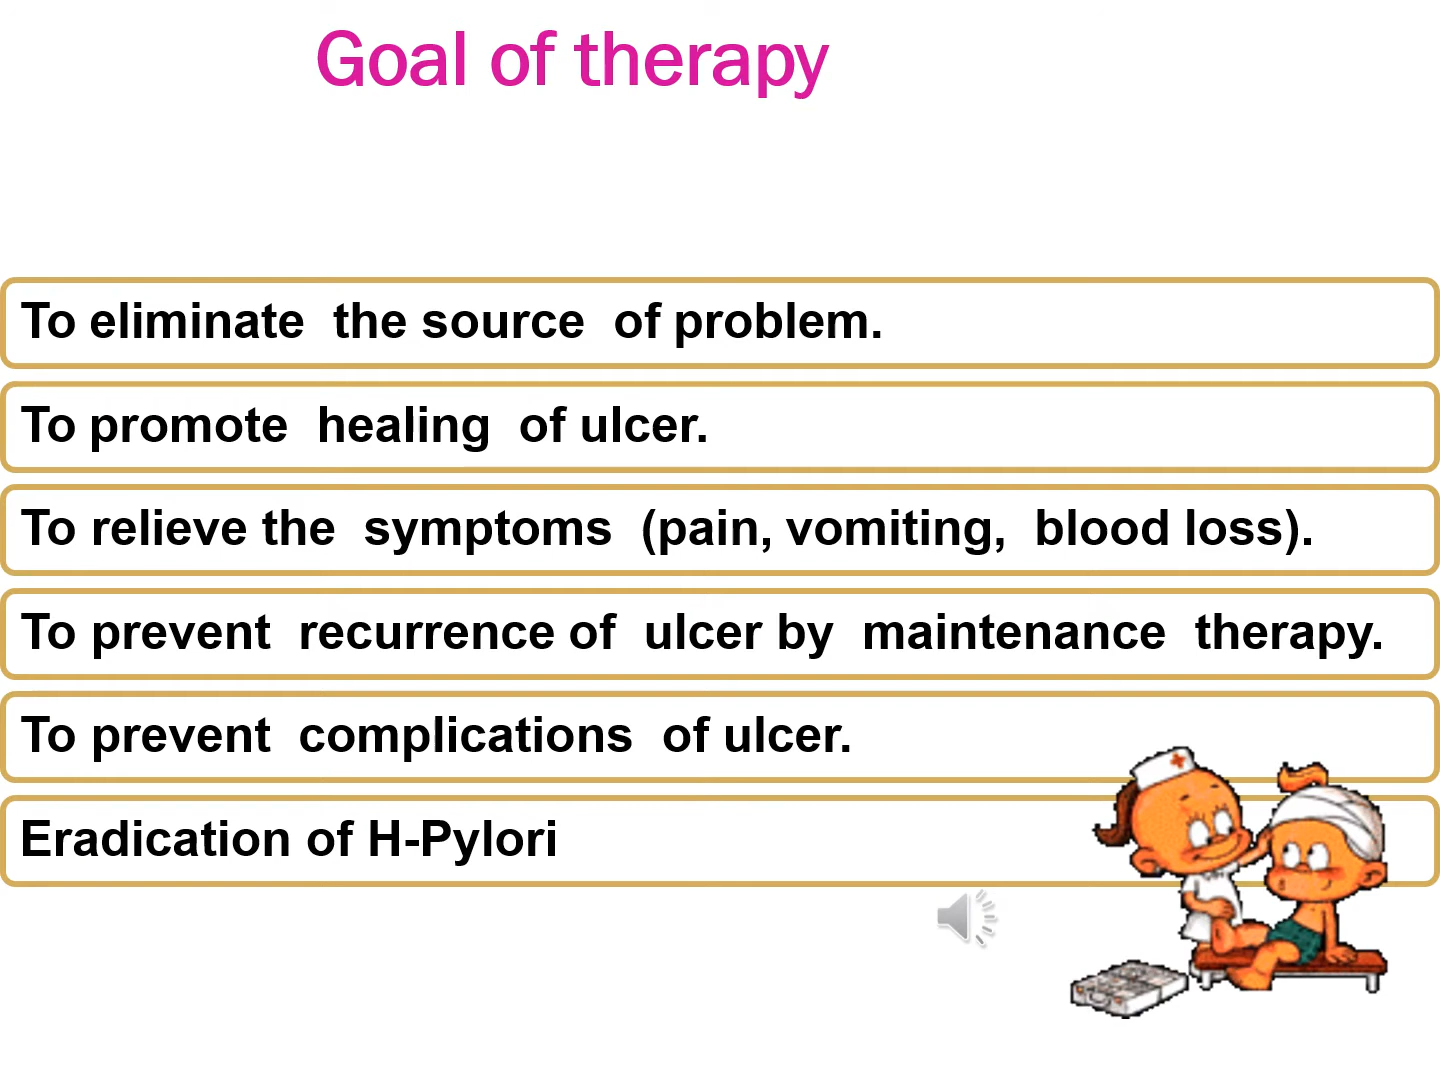 Goal of therapy
To eliminate the source of problem.
To promote healing of ulcer.
To relieve the symptoms (pain, vomiting, blood loss).
To prevent recurrence of ulcer by maintenance therapy.
To prevent complications of ulcer.
Eradication of H-Pylori